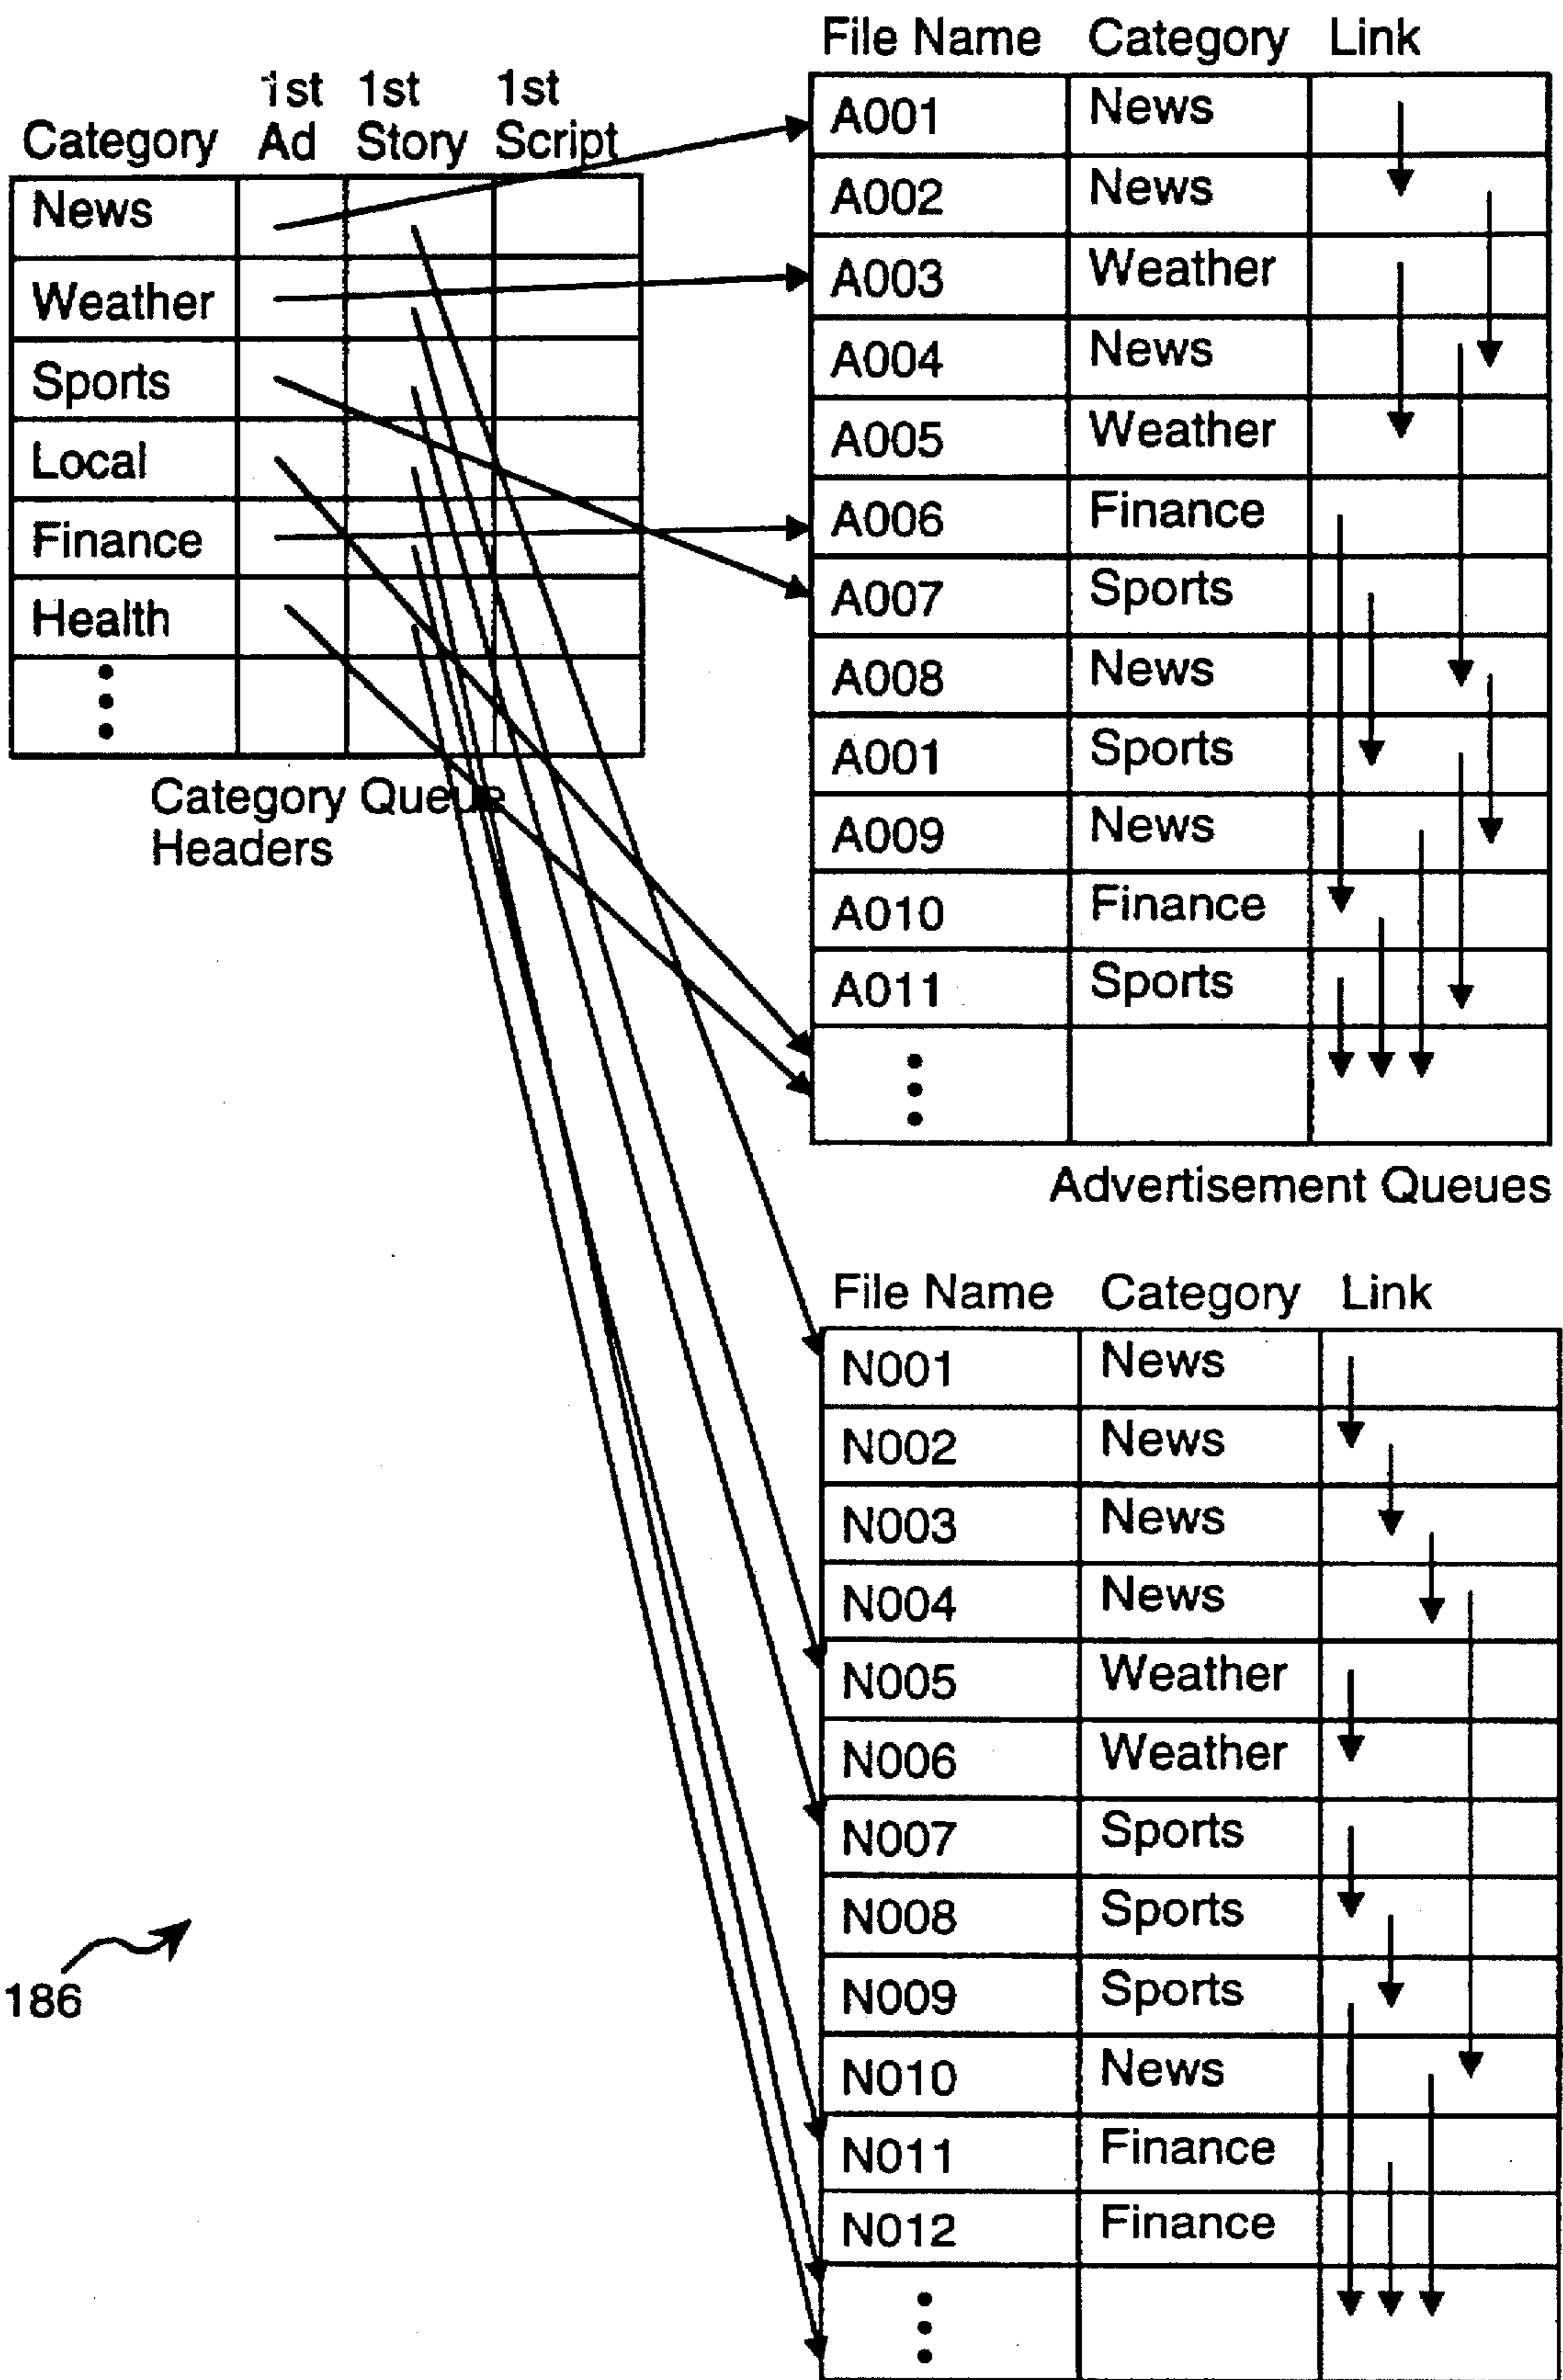 1st 1st 1st
Category Ad Story Script
News
Weather
Sports
Local
Finance
Health
Category Queue
Headers
File Name Category Link
A001 News
A002 News
A003 Weather
A004 News
A005 Weather
A006 Finance
A007 Sports
A008 News
A001 Sports
A009 News
A010 Finance
A011 Sports
Advertisement Queues
File Name Category Link
N001 News
N002 News
N003 News
N004 News
N005 Weather
N006 Weather
N007 Sports
N008 Sports
N009 Sports
N010 News
N011 Finance
N012 Finance
186